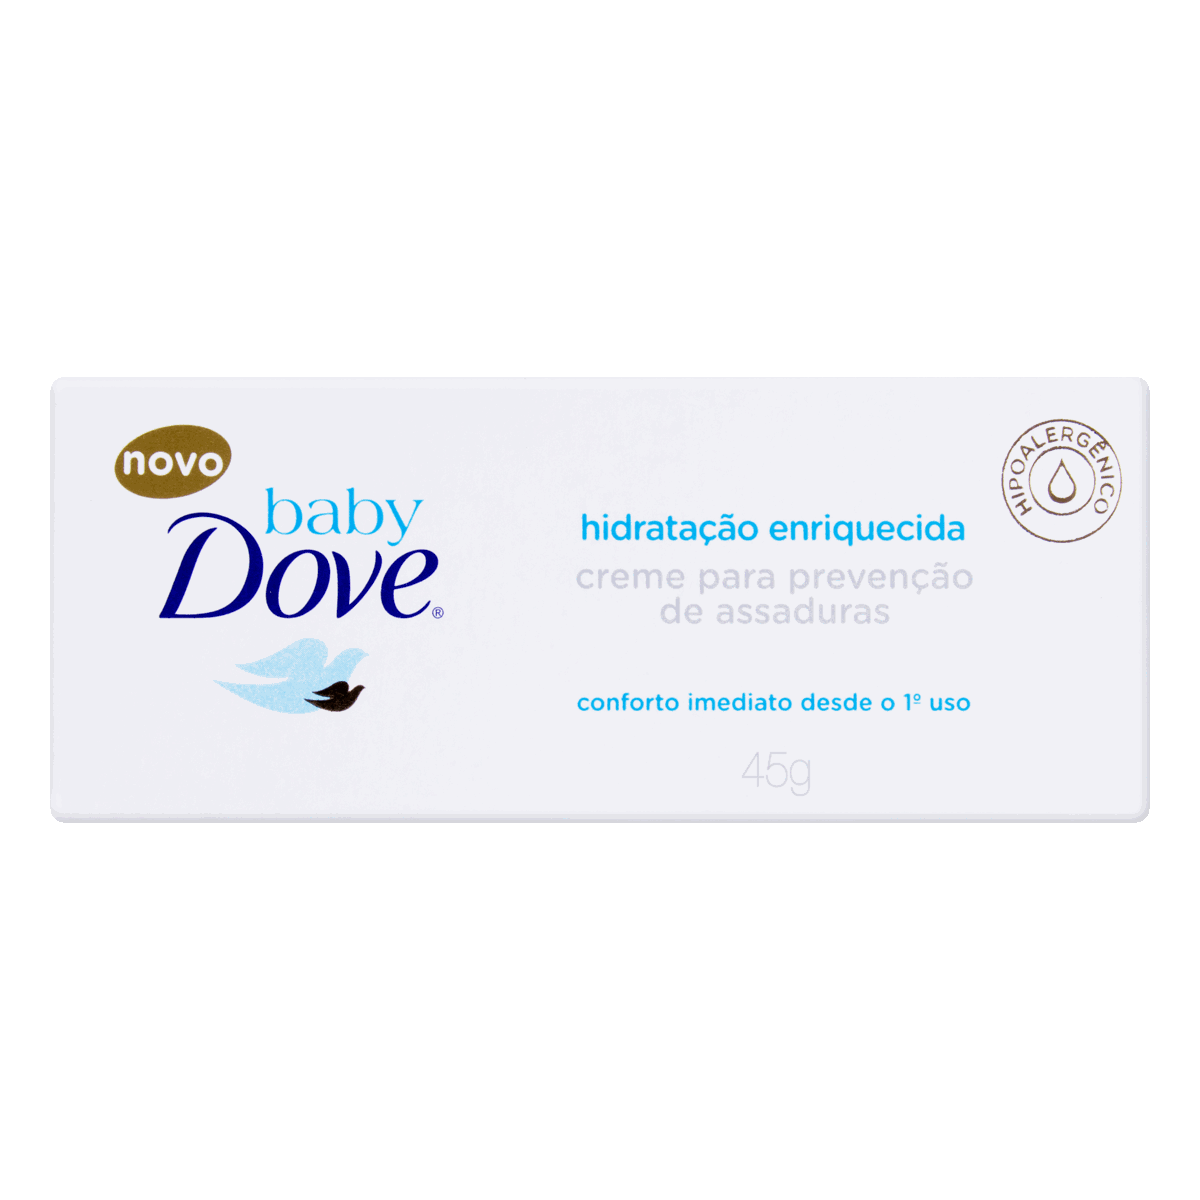 novo
baby
Dove®
hidratação enriquecida
creme para prevenção
de assaduras
conforto imediato desde o 1º uso
45g
HIPOALERGÊNICO